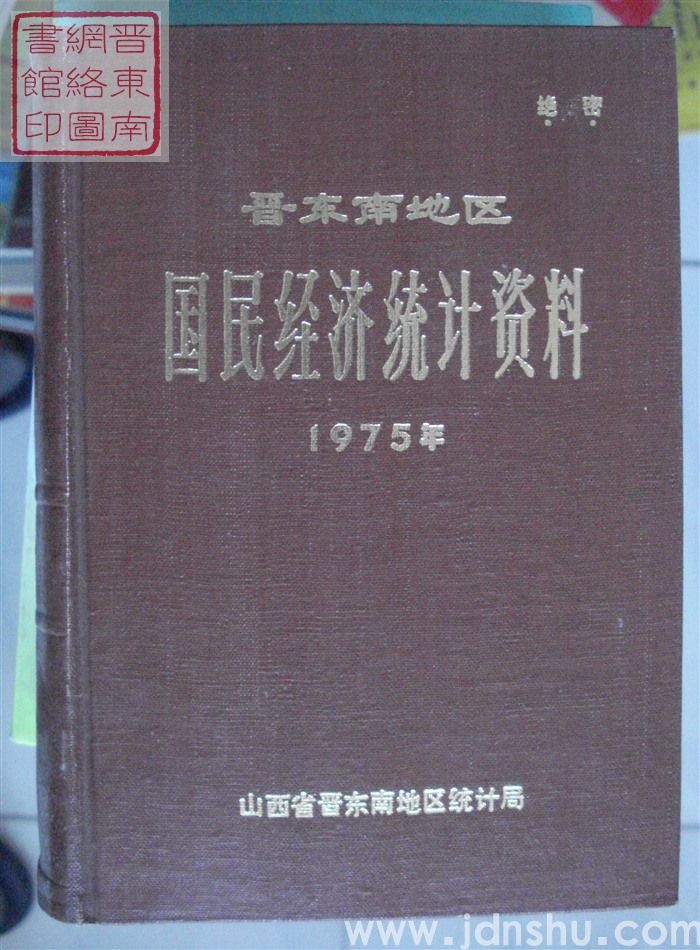 晋東南
網絡圖
書館印
绝密
晋东南地区
国民经济统计资料
1975年
山西省晋东南地区统计局
www.jdnshu.com